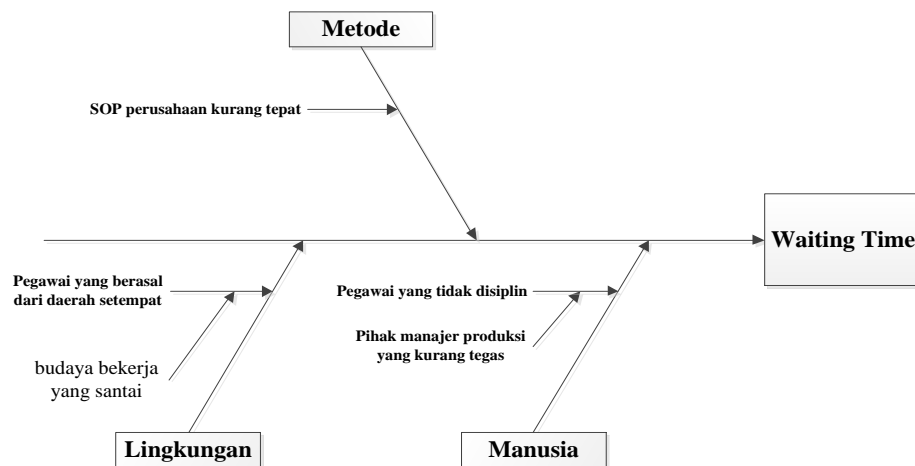 Metode
SOP perusahaan kurang tepat
Waiting Time
Pegawai yang berasal
dari daerah setempat
budaya bekerja
yang santai
Pegawai yang tidak disiplin
Pihak manajer produksi
yang kurang tegas
Lingkungan
Manusia